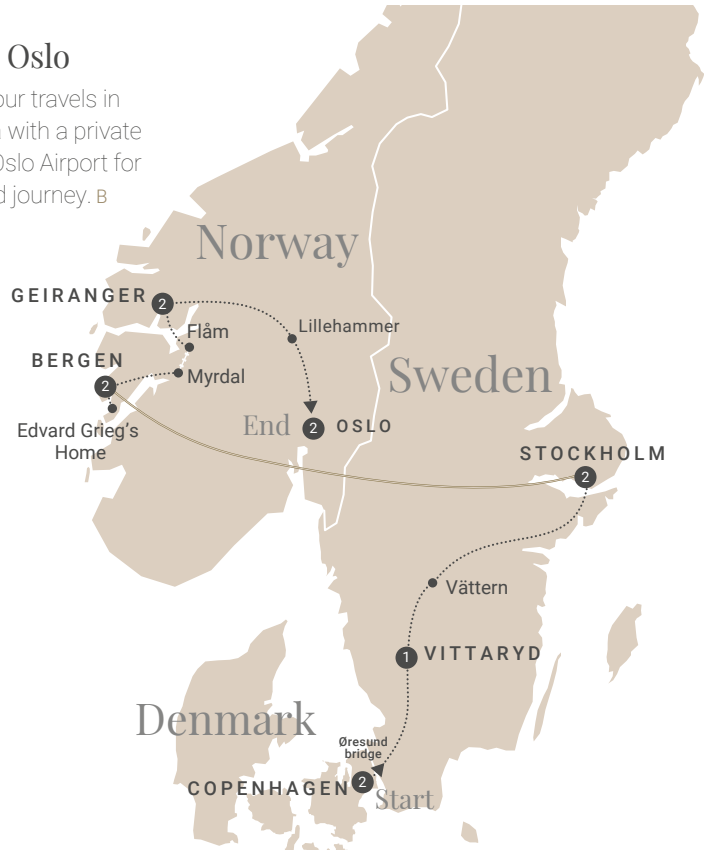 Oslo
our travels in
with a private
Oslo Airport for
d journey. B
Norway
GEIRANGER 2
Flåm
Lillehammer
BERGEN
2
Myrdal
Sweden
Edvard Grieg's
Home
End 2 OSLO
STOCKHOLM
2
Vättern
1 VITTARYD
Denmark
Øresund
bridge
COPENHAGEN 2
Start